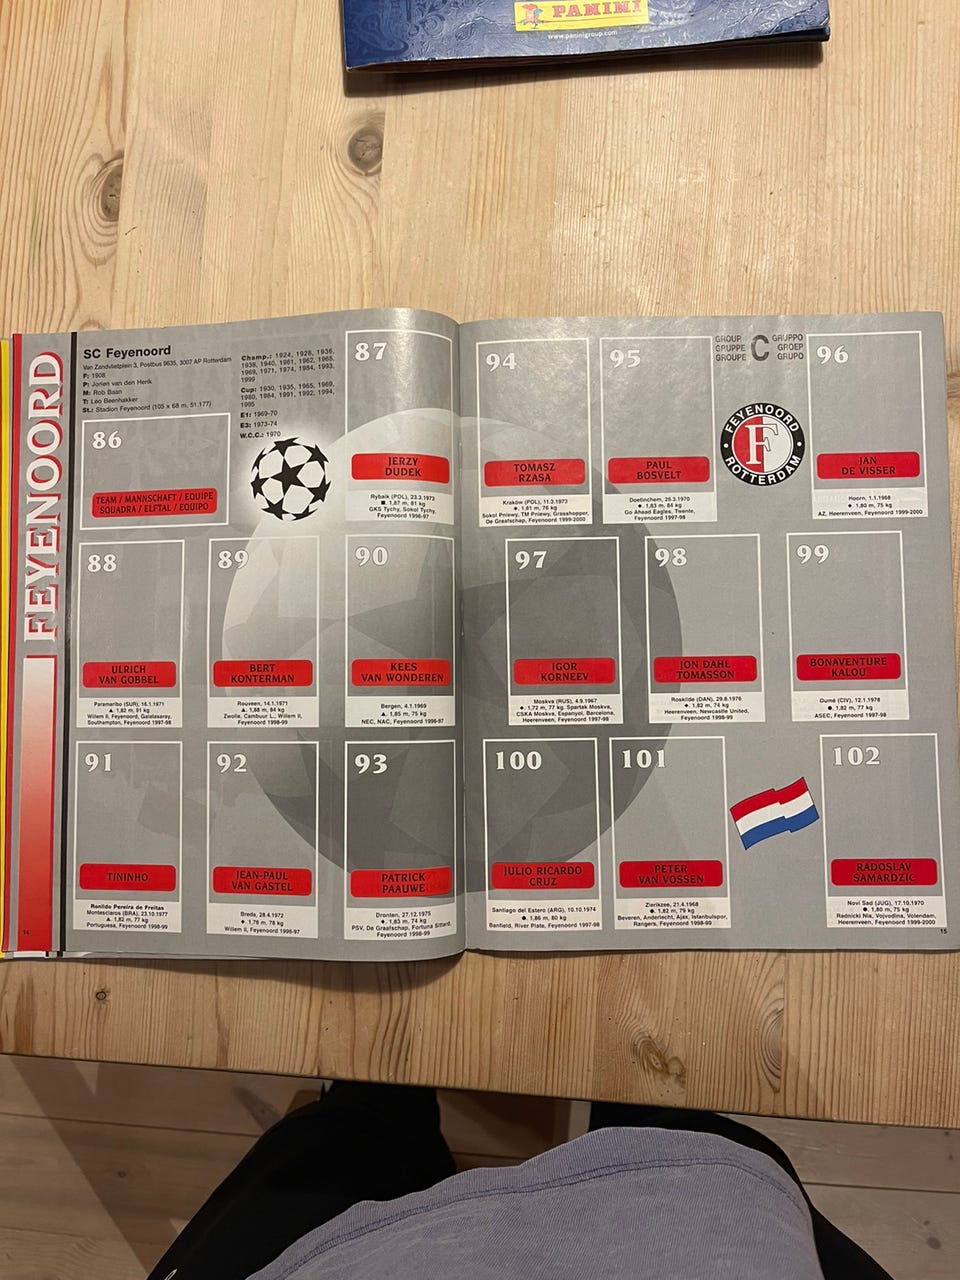 PANINI
www.paninigroup.com
FEYENOORD
SC Feyenoord
Van Zandvlietplein 3, Postbus 9635, 3007 AP Rotterdam
F: 1908
P: Jorien van den Herik
M: Rob Baan
T: Leo Beenhakker
St.: Stadion Feyenoord (105 x 68 m, 51.177)
Champ.: 1924, 1928, 1936,
1938, 1940, 1961, 1962, 1965,
1969, 1971, 1974, 1984, 1993,
1999
Cup: 1930, 1935, 1965, 1969,
1980, 1984, 1991, 1992, 1994,
1995
E1: 1969-70
E3: 1973-74
W.C.C.: 1970
86
TEAM / MANNSCHAFT / EQUIPE
SQUADRA / ELFTAL / EQUIPO
87
JERZY
DUDEK
Rybaik (POL), 23.3.1973
■, 1,87 m, 81 kg
GKS Tychy, Sokol Tychy,
Feyenoord 1996-97
88
ULRICH
VAN GOBBEL
Paramaribo (SUR), 16.1.1971
▲, 1,82 m, 91 kg
Willem II, Feyenoord, Galatasaray,
Southampton, Feyenoord 1997-98
89
BERT
KONTERMAN
Rouveen, 14.1.1971
▲, 1,88 m, 84 kg
Zwolle, Cambuur L., Willem II,
Feyenoord 1998-99
90
KEES
VAN WONDEREN
Bergen, 4.1.1969
▲, 1,85 m, 75 kg
NEC, NAC, Feyenoord 1996-97
91
TININHO
Ronildo Pereira de Freitas
Montesclaros (BRA), 23.10.1977
▲, 1,82 m, 77 kg
Portuguesa, Feyenoord 1998-99
92
JEAN-PAUL
VAN GASTEL
Breda, 28.4.1972
♦, 1,79 m, 78 kg
Willem II, Feyenoord 1996-97
93
PATRICK
PAAUWE
Dronten, 27.12.1975
♦, 1,83 m, 74 kg
PSV, De Graafschap, Fortuna Sittard,
Feyenoord 1998-99
14
94
TOMASZ
RZASA
Kraków (POL), 11.3.1973
♦, 1,81 m, 76 kg
Sokol Pniewy, TM Pniewy, Grasshopper,
De Graafschap, Feyenoord 1999-2000
95
PAUL
BOSVELT
Doetinchem, 26.3.1970
♦, 1,83 m, 84 kg
Go Ahead Eagles, Twente,
Feyenoord 1997-98
GROUP
GRUPPE
GROUPE
C
GRUPPO
GROEP
GRUPO
FEYENOORD
F
ROTTERDAM
96
JAN
DE VISSER
Hoorn, 1.1.1968
♦, 1,80 m, 75 kg
AZ, Heerenveen, Feyenoord 1999-2000
97
IGOR
KORNEEV
Moskva (RUS), 4.9.1967
♦, 1,72 m, 77 kg. Spartak Moskva,
CSKA Moskva, Espanyol, Barcelona,
Heerenveen, Feyenoord 1997-98
98
JON DAHL
TOMASSON
Roskilde (DAN), 29.8.1976
♦, 1,82 m, 74 kg
Heerenveen, Newcastle United,
Feyenoord 1998-99
99
BONAVENTURE
KALOU
Oumé (CIV), 12.1.1978
●, 1,82 m, 77 kg
ASEC, Feyenoord 1997-98
100
JULIO RICARDO
CRUZ
Santiago del Estero (ARG), 10.10.1974
●, 1,86 m, 80 kg
Banfield, River Plate, Feyenoord 1997-98
101
PETER
VAN VOSSEN
Zierikzee, 21.4.1968
●, 1,82 m, 79 kg
Beveren, Anderlecht, Ajax, Istanbulspor,
Rangers, Feyenoord 1998-99
102
RADOSLAV
SAMARDZIC
Novi Sad (JUG), 17.10.1970
●, 1,80 m, 75 kg
Radnicki Nis, Vojvodina, Volendam,
Heerenveen, Feyenoord 1999-2000
15